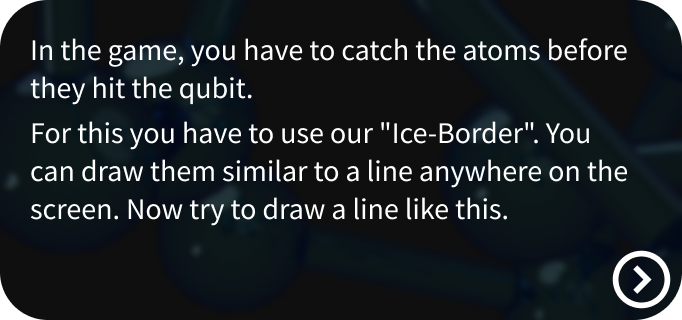 In the game, you have to catch the atoms before
they hit the qubit.
For this you have to use our "Ice-Border". You
can draw them similar to a line anywhere on the
screen. Now try to draw a line like this.